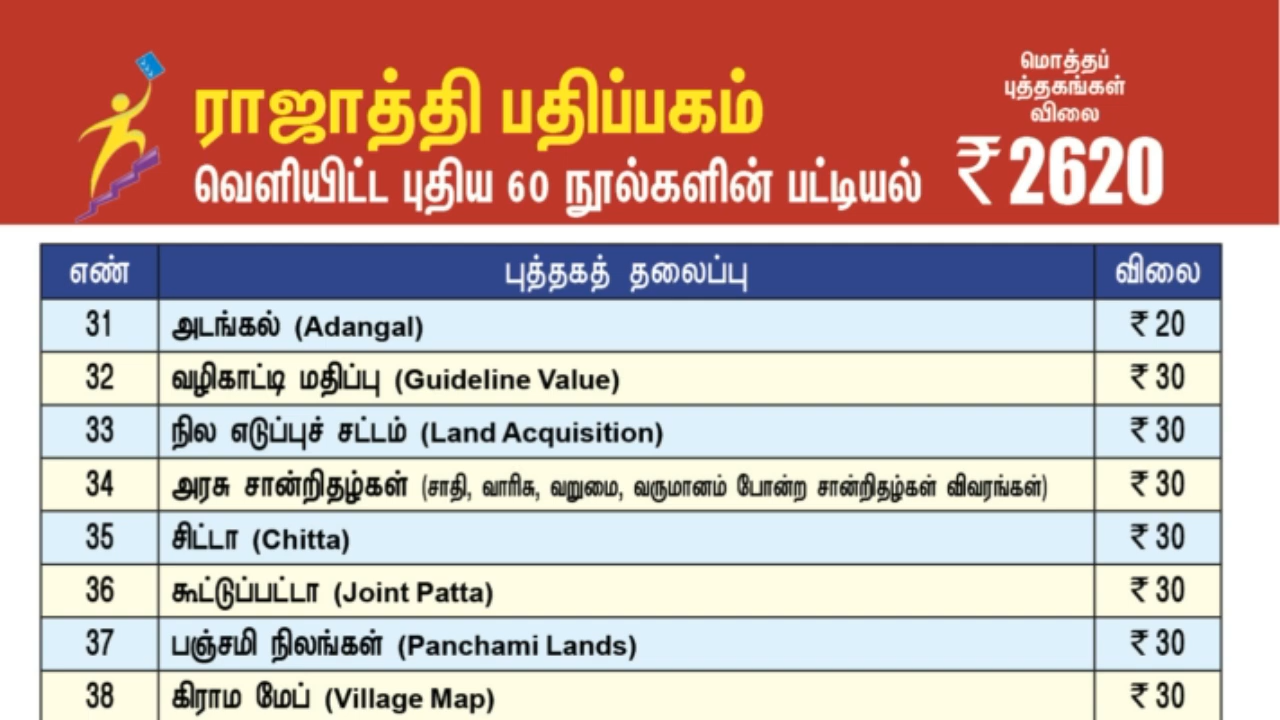 ராஜாத்தி பதிப்பகம்
வெளியிட்ட புதிய 60 நூல்களின் பட்டியல்
மொத்தப்
புத்தகங்கள்
விலை
₹2620
எண் புத்தகத் தலைப்பு விலை
31 அடங்கல் (Adangal) ₹ 20
32 வழிகாட்டி மதிப்பு (Guideline Value) ₹ 30
33 நில எடுப்புச் சட்டம் (Land Acquisition) ₹ 30
34 அரசு சான்றிதழ்கள் (சாதி, வாரிசு, வறுமை, வருமானம் போன்ற சான்றிதழ்கள் விவரங்கள்) ₹ 30
35 சிட்டா (Chitta) ₹ 30
36 கூட்டுப்பட்டா (Joint Patta) ₹ 30
37 பஞ்சமி நிலங்கள் (Panchami Lands) ₹ 30
38 கிராம மேப் (Village Map) ₹ 30